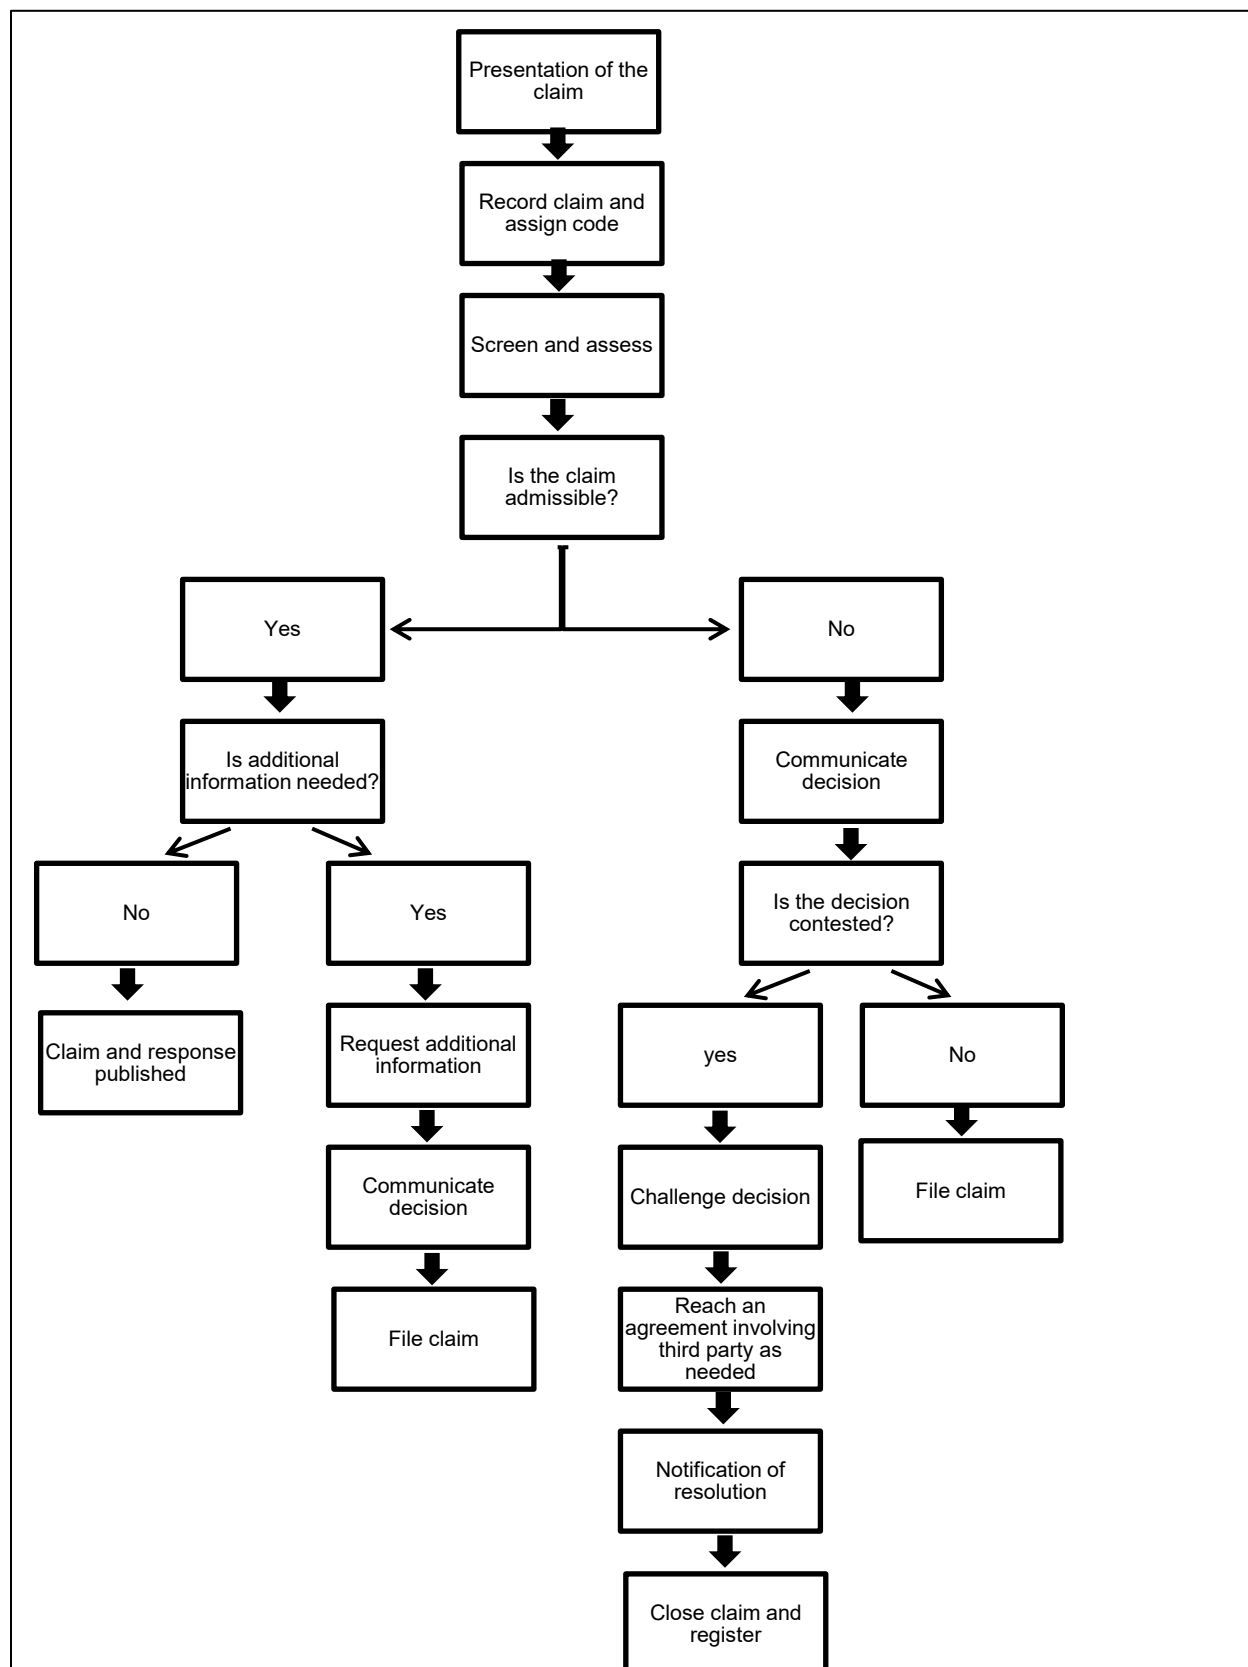 Presentation of the
claim
Record claim and
assign code
Screen and assess
Is the claim
admissible?
Yes
No
Is additional
information needed?
Communicate
decision
No
Yes
Is the decision
contested?
Claim and response
published
Request additional
information
yes
No
Communicate
decision
Challenge decision
File claim
File claim
Reach an
agreement involving
third party as
needed
Notification of
resolution
Close claim and
register